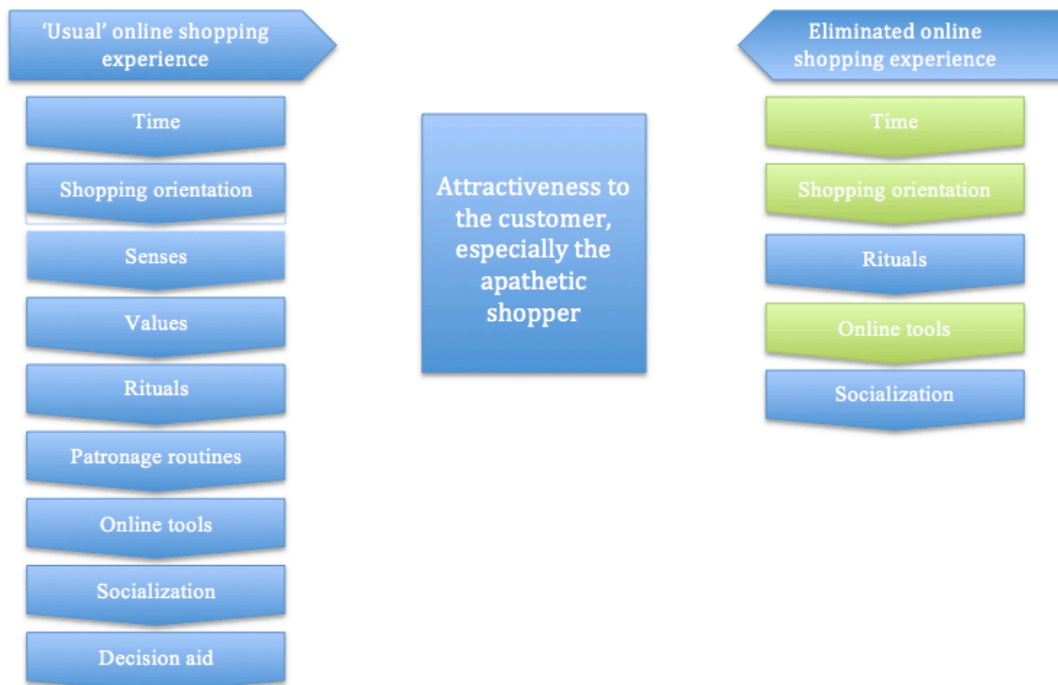 ‘Usual’ online shopping
experience
Time
Shopping orientation
Senses
Values
Rituals
Patronage routines
Online tools
Socialization
Decision aid
Attractiveness to
the customer,
especially the
apathetic
shopper
Eliminated online
shopping experience
Time
Shopping orientation
Rituals
Online tools
Socialization